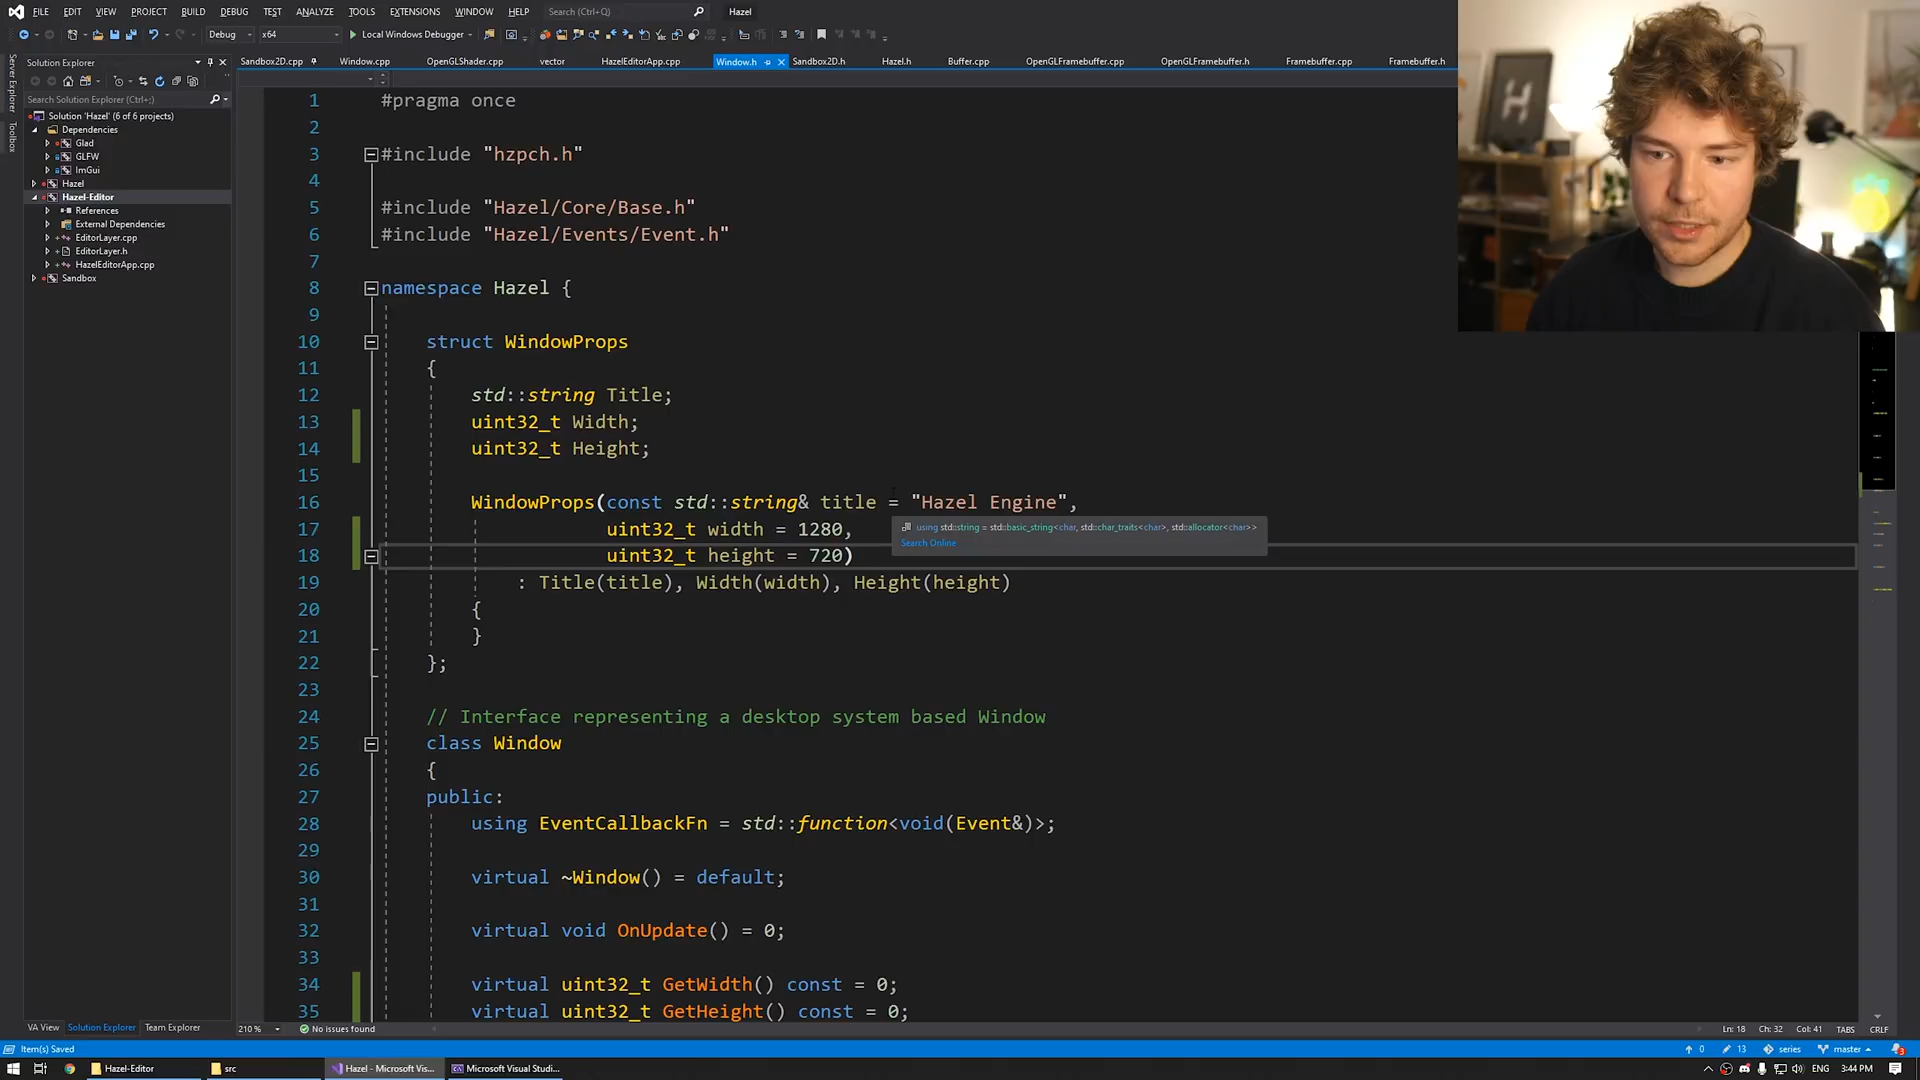 FILE EDIT VIEW PROJECT BUILD DEBUG TEST ANALYZE TOOLS EXTENSIONS WINDOW HELP Search (Ctrl+Q) Hazel
Debug x64 Local Windows Debugger
Server Explorer
Toolbox
Solution Explorer
Search Solution Explorer (Ctrl+;)
Solution 'Hazel' (6 of 6 projects)
Dependencies
Glad
GLFW
ImGui
Hazel
Hazel-Editor
References
External Dependencies
EditorLayer.cpp
EditorLayer.h
HazelEditorApp.cpp
Sandbox
Sandbox2D.cpp Window.cpp OpenGLShader.cpp vector HazelEditorApp.cpp Window.h Sandbox2D.h Hazel.h Buffer.cpp OpenGLFramebuffer.cpp OpenGLFramebuffer.h Framebuffer.cpp Framebuffer.h
1 #pragma once
2
3 #include "hzpch.h"
4
5 #include "Hazel/Core/Base.h"
6 #include "Hazel/Events/Event.h"
7
8 namespace Hazel {
9
10 struct WindowProps
11 {
12 std::string Title;
13 uint32_t Width;
14 uint32_t Height;
15
16 WindowProps(const std::string& title = "Hazel Engine",
17 uint32_t width = 1280,
using std::string = std::basic_string<char, std::char_traits<char>, std::allocator<char>>
Search Online
18 uint32_t height = 720)
19 : Title(title), Width(width), Height(height)
20 {
21 }
22 };
23
24 // Interface representing a desktop system based Window
25 class Window
26 {
27 public:
28 using EventCallbackFn = std::function<void(Event&)>;
29
30 virtual ~Window() = default;
31
32 virtual void OnUpdate() = 0;
33
34 virtual uint32_t GetWidth() const = 0;
35 virtual uint32_t GetHeight() const = 0;
VA View Solution Explorer Team Explorer
210 % No issues found Ln: 18 Ch: 32 Col: 41 TABS CRLF
Item(s) Saved 0 13 series master 3
Hazel-Editor src Hazel - Microsoft Vis... Microsoft Visual Studi... ENG 3:44 PM